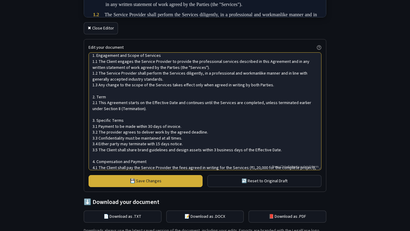 in any written statement of work agreed by the Parties (the "Services").
1.2 The Service Provider shall perform the Services diligently, in a professional and workmanlike manner and in
✖ Close Editor
Edit your document
1. Engagement and Scope of Services
1.1 The Client engages the Service Provider to provide the professional services described in this Agreement and in any
written statement of work agreed by the Parties (the "Services").
1.2 The Service Provider shall perform the Services diligently, in a professional and workmanlike manner and in line with
generally accepted industry standards.
1.3 Any change to the scope of the Services takes effect only when agreed in writing by both Parties.
2. Term
2.1 This Agreement starts on the Effective Date and continues until the Services are completed, unless terminated earlier
under Section 8 (Termination).
3. Specific Terms
3.1 Payment to be made within 30 days of invoice.
3.2 The provider agrees to deliver work by the agreed deadline.
3.3 Confidentiality must be maintained at all times.
3.4 Either party may terminate with 15 days notice.
3.5 The Client shall share brand guidelines and design assets within 3 business days of the Effective Date.
4. Compensation and Payment
4.1 The Client shall pay the Service Provider the fees agreed in writing for the Services
Save Changes
Reset to Original Draft
Download your document
Download as .TXT
Download as .DOCX
Download as .PDF